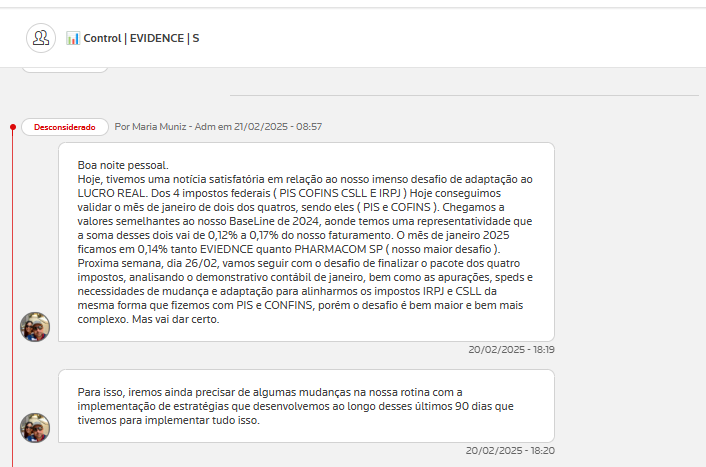 Control | EVIDENCE | S
Desconsiderado Por Maria Muniz - Adm em 21/02/2025 - 08:57
Boa noite pessoal.
Hoje, tivemos uma notícia satisfatória em relação ao nosso imenso desafio de adaptação ao
LUCRO REAL. Dos 4 impostos federais ( PIS COFINS CSLL E IRPJ ) Hoje conseguimos
validar o mês de janeiro de dois dos quatros, sendo eles ( PIS e COFINS ). Chegamos a
valores semelhantes ao nosso BaseLine de 2024, aonde temos uma representatividade que
a soma desses dois vai de 0,12% a 0,17% do nosso faturamento. O mês de janeiro 2025
ficamos em 0,14% tanto EVIEDNCE quanto PHARMACOM SP ( nosso maior desafio ).
Proxima semana, dia 26/02, vamos seguir com o desafio de finalizar o pacote dos quatro
impostos, analisando o demonstrativo contábil de janeiro, bem como as apurações, speds e
necessidades de mudança e adaptação para alinharmos os impostos IRPJ e CSLL da
mesma forma que fizemos com PIS e CONFINS, porém o desafio é bem maior e bem mais
complexo. Mas vai dar certo.
20/02/2025 - 18:19
Para isso, iremos ainda precisar de algumas mudanças na nossa rotina com a
implementação de estratégias que desenvolvemos ao longo desses últimos 90 dias que
tivemos para implementar tudo isso.
20/02/2025 - 18:20